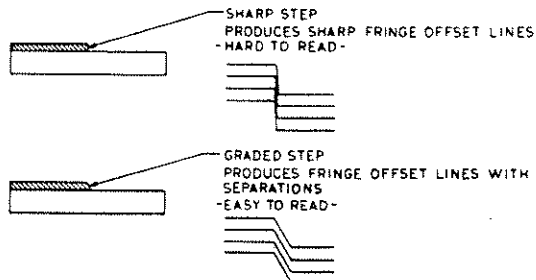 SHARP STEP
PRODUCES SHARP FRINGE OFFSET LINES
-HARD TO READ-
GRADED STEP
PRODUCES FRINGE OFFSET LINES WITH
SEPARATIONS
-EASY TO READ-